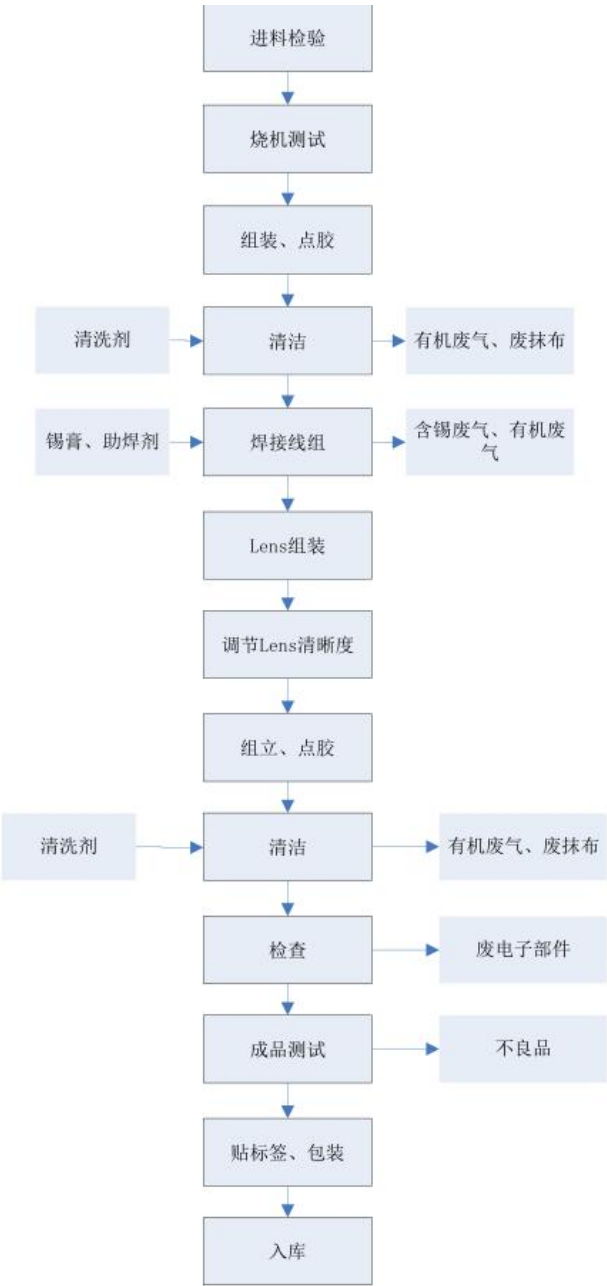 进料检验
烧机测试
组装、点胶
清洗剂
清洁
有机废气、废抹布
锡膏、助焊剂
焊接线组
含锡废气、有机废
气
Lens组装
调节Lens清晰度
组立、点胶
清洗剂
清洁
有机废气、废抹布
检查
废电子部件
成品测试
不良品
贴标签、包装
入库